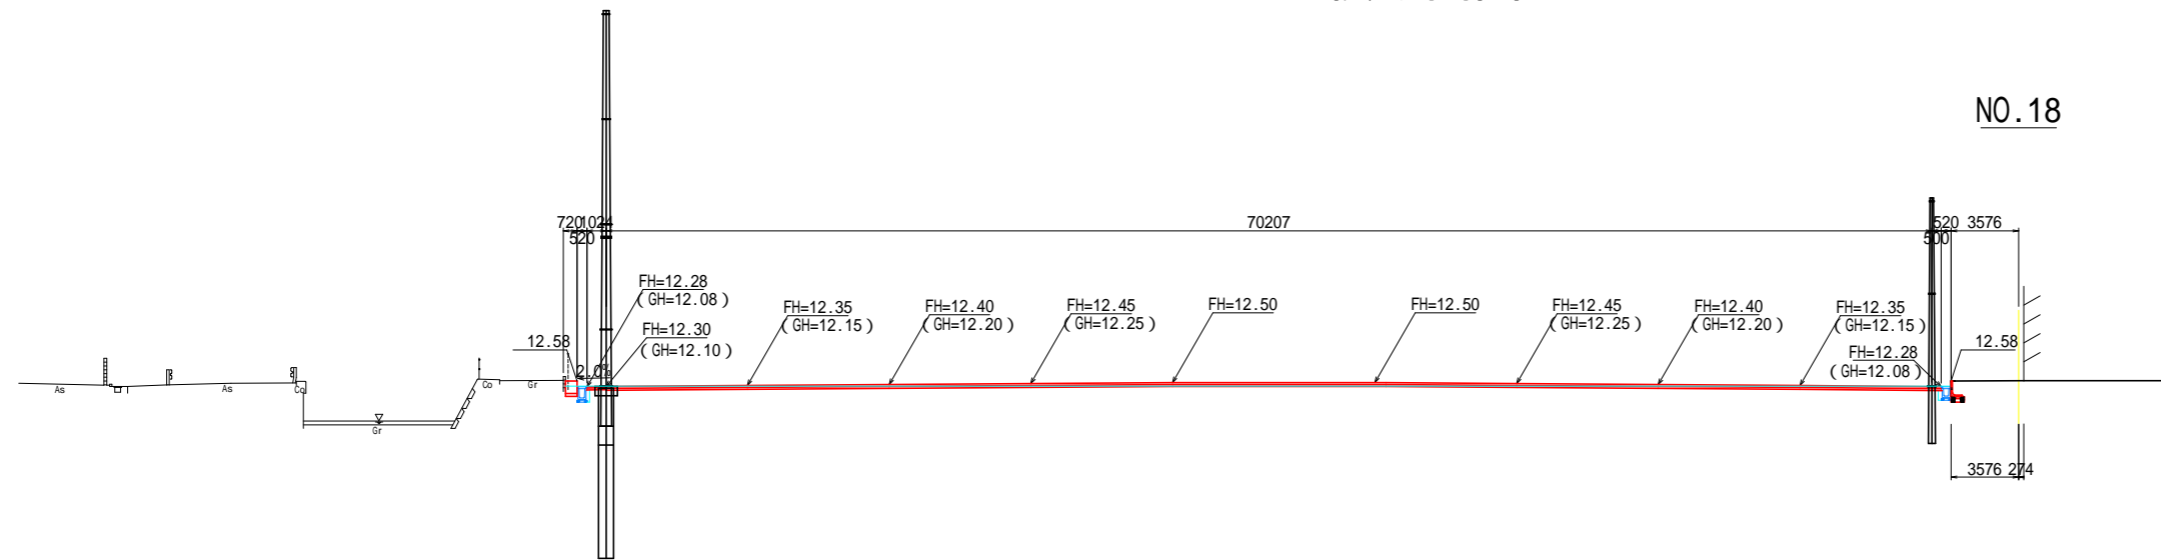 NO.18
720
1024
520
70207
520
3576
500
FH=12.28
(GH=12.08)
FH=12.30
(GH=12.10)
FH=12.35
(GH=12.15)
FH=12.40
(GH=12.20)
FH=12.45
(GH=12.25)
FH=12.50
FH=12.50
FH=12.45
(GH=12.25)
FH=12.40
(GH=12.20)
FH=12.35
(GH=12.15)
FH=12.28
(GH=12.08)
12.58
12.58
2.0%
As
As
Co
Gr
Co
Gr
3576
274